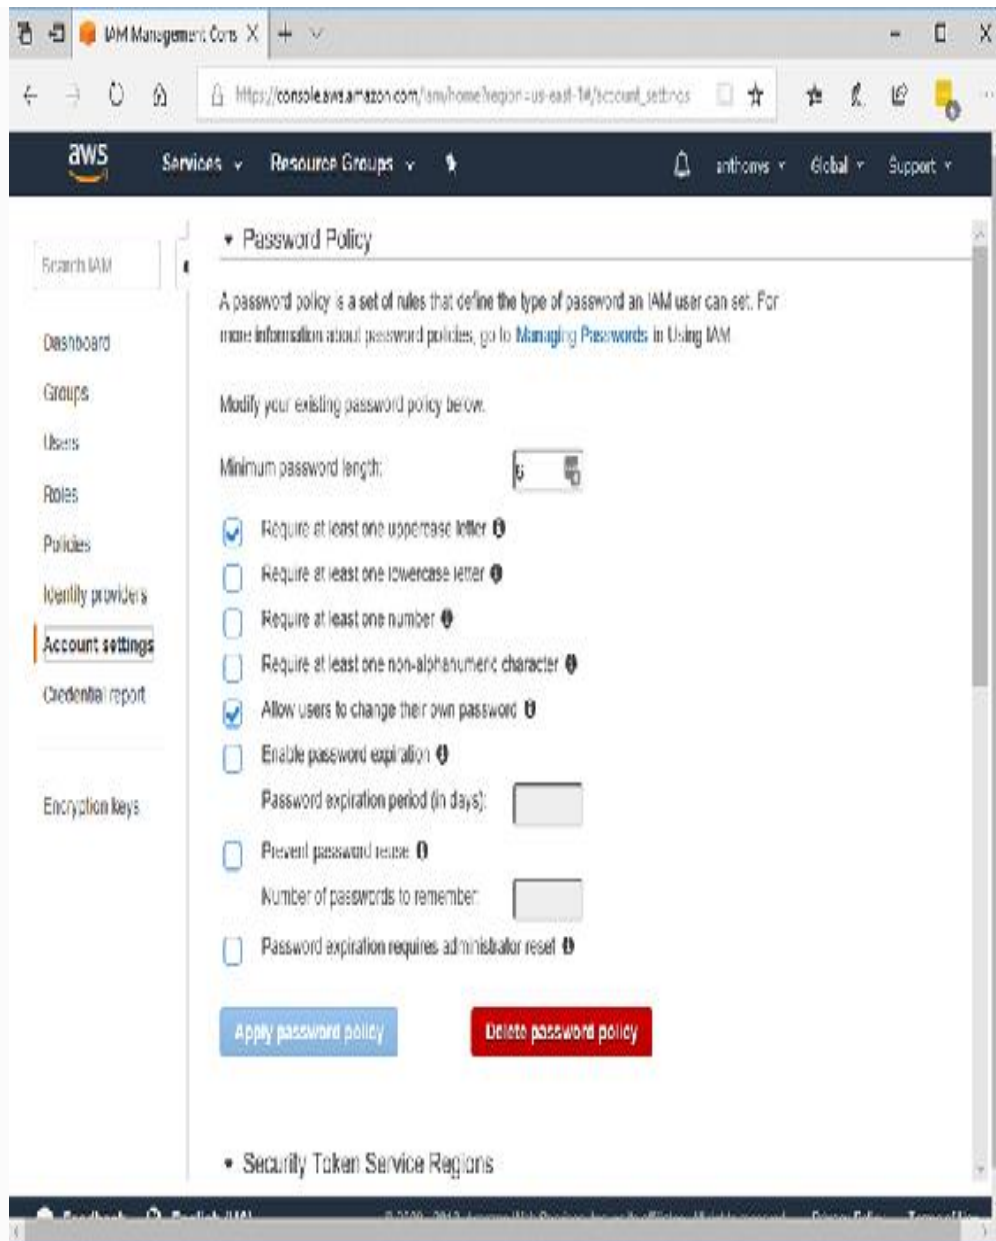 IAM Management Cons
https://console.aws.amazon.com/iam/home?region=us-east-1#/account_settings
aws
Services
Resource Groups
anthonys
Global
Support
Search IAM
Dashboard
Groups
Users
Roles
Policies
Identity providers
Account settings
Credential report
Encryption keys
Password Policy
A password policy is a set of rules that define the type of password an IAM user can set. For
more information about password policies, go to Managing Passwords in Using IAM
Modify your existing password policy below.
Minimum password length: 6
Require at least one uppercase letter
Require at least one lowercase letter
Require at least one number
Require at least one non-alphanumeric character
Allow users to change their own password
Enable password expiration
Password expiration period (in days):
Prevent password reuse
Number of passwords to remember:
Password expiration requires administrator reset
Apply password policy
Delete password policy
Security Token Service Regions
Feedback
English (US)